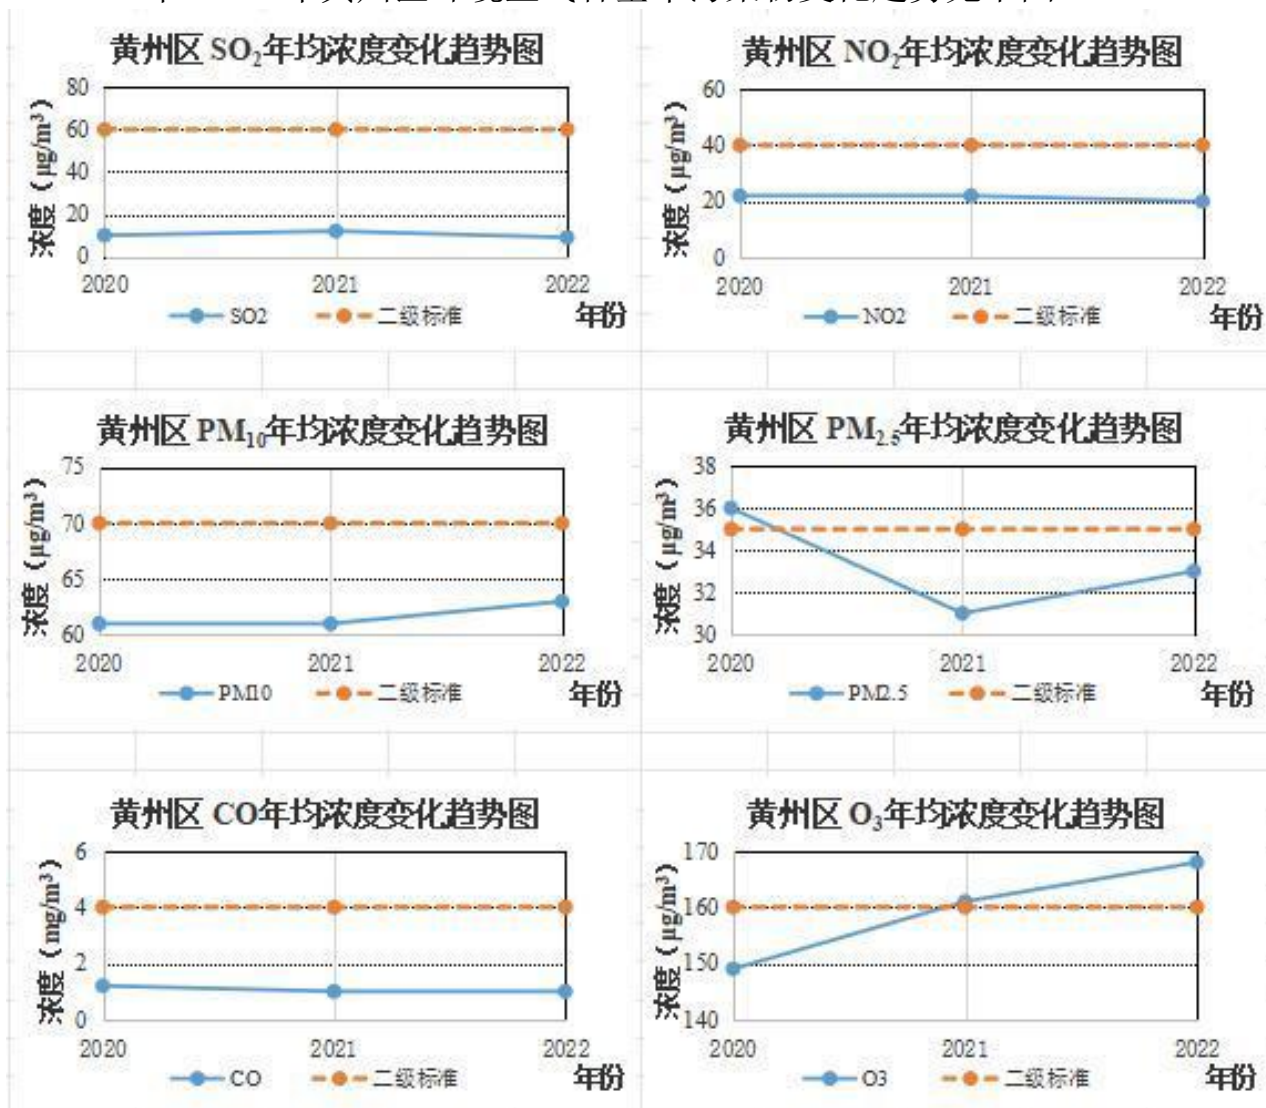 黄州区 SO₂年均浓度变化趋势图
浓度（μg/m³）
80
60
40
20
0
2020 2021 2022
SO2 二级标准 年份
黄州区 NO₂年均浓度变化趋势图
浓度（μg/m³）
60
40
20
0
2020 2021 2022
NO2 二级标准 年份
黄州区 PM₁₀年均浓度变化趋势图
浓度（μg/m³）
75
70
65
60
2020 2021 2022
PM10 二级标准 年份
黄州区 PM₂.₅年均浓度变化趋势图
浓度（μg/m³）
38
36
34
32
30
2020 2021 2022
PM2.5 二级标准 年份
黄州区 CO年均浓度变化趋势图
浓度（mg/m³）
6
4
2
0
2020 2021 2022
CO 二级标准 年份
黄州区 O₃年均浓度变化趋势图
浓度（μg/m³）
170
160
150
140
2020 2021 2022
O3 二级标准 年份